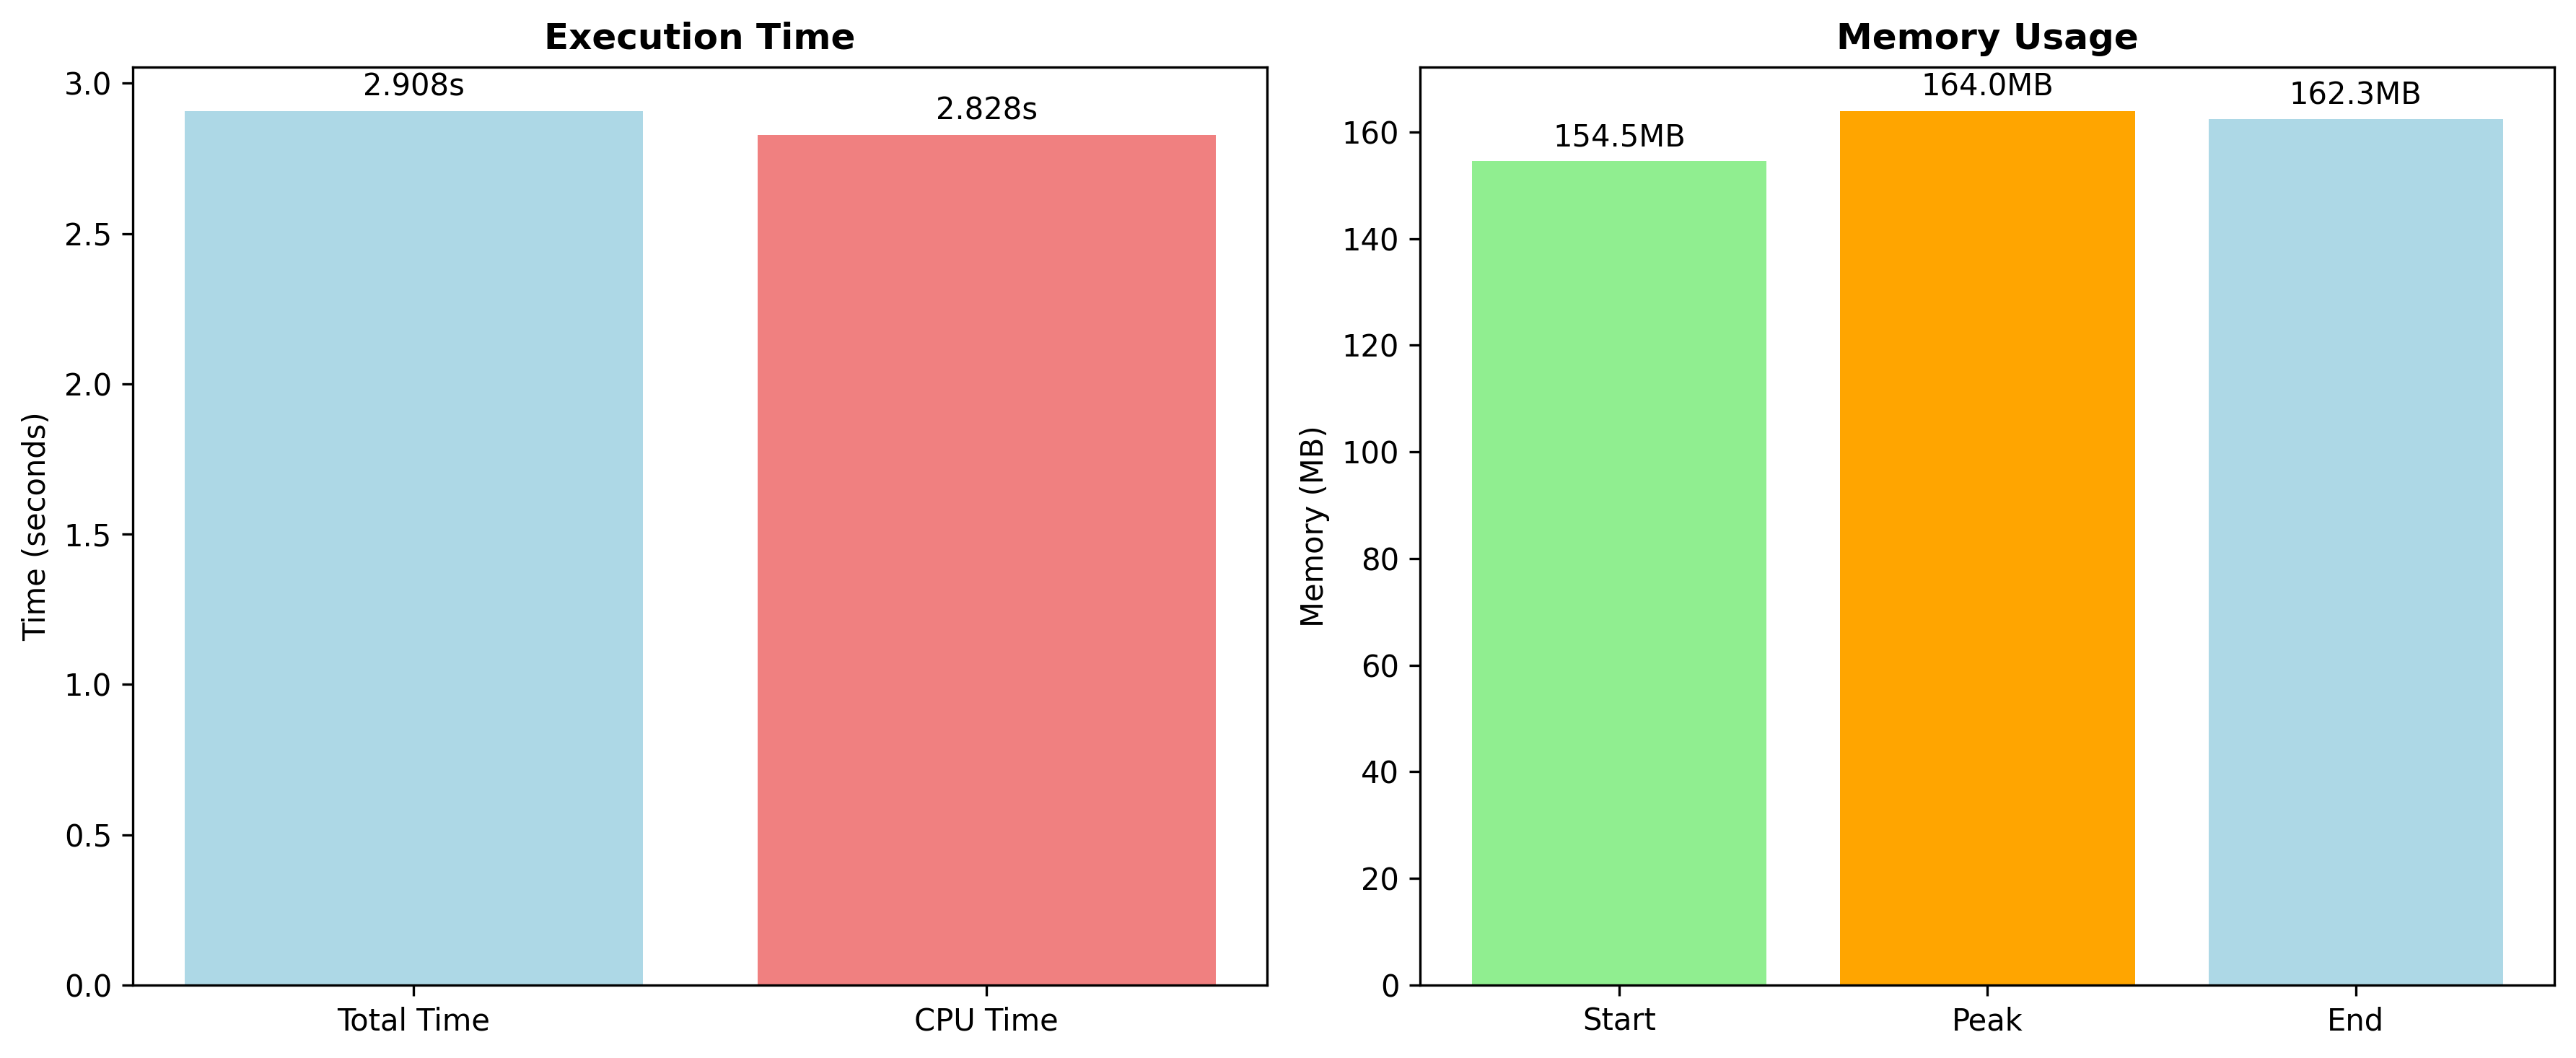 Execution Time
Time (seconds)
3.0
2.5
2.0
1.5
1.0
0.5
0.0
2.908s
2.828s
Total Time
CPU Time
Memory Usage
Memory (MB)
160
140
120
100
80
60
40
20
0
154.5MB
164.0MB
162.3MB
Start
Peak
End